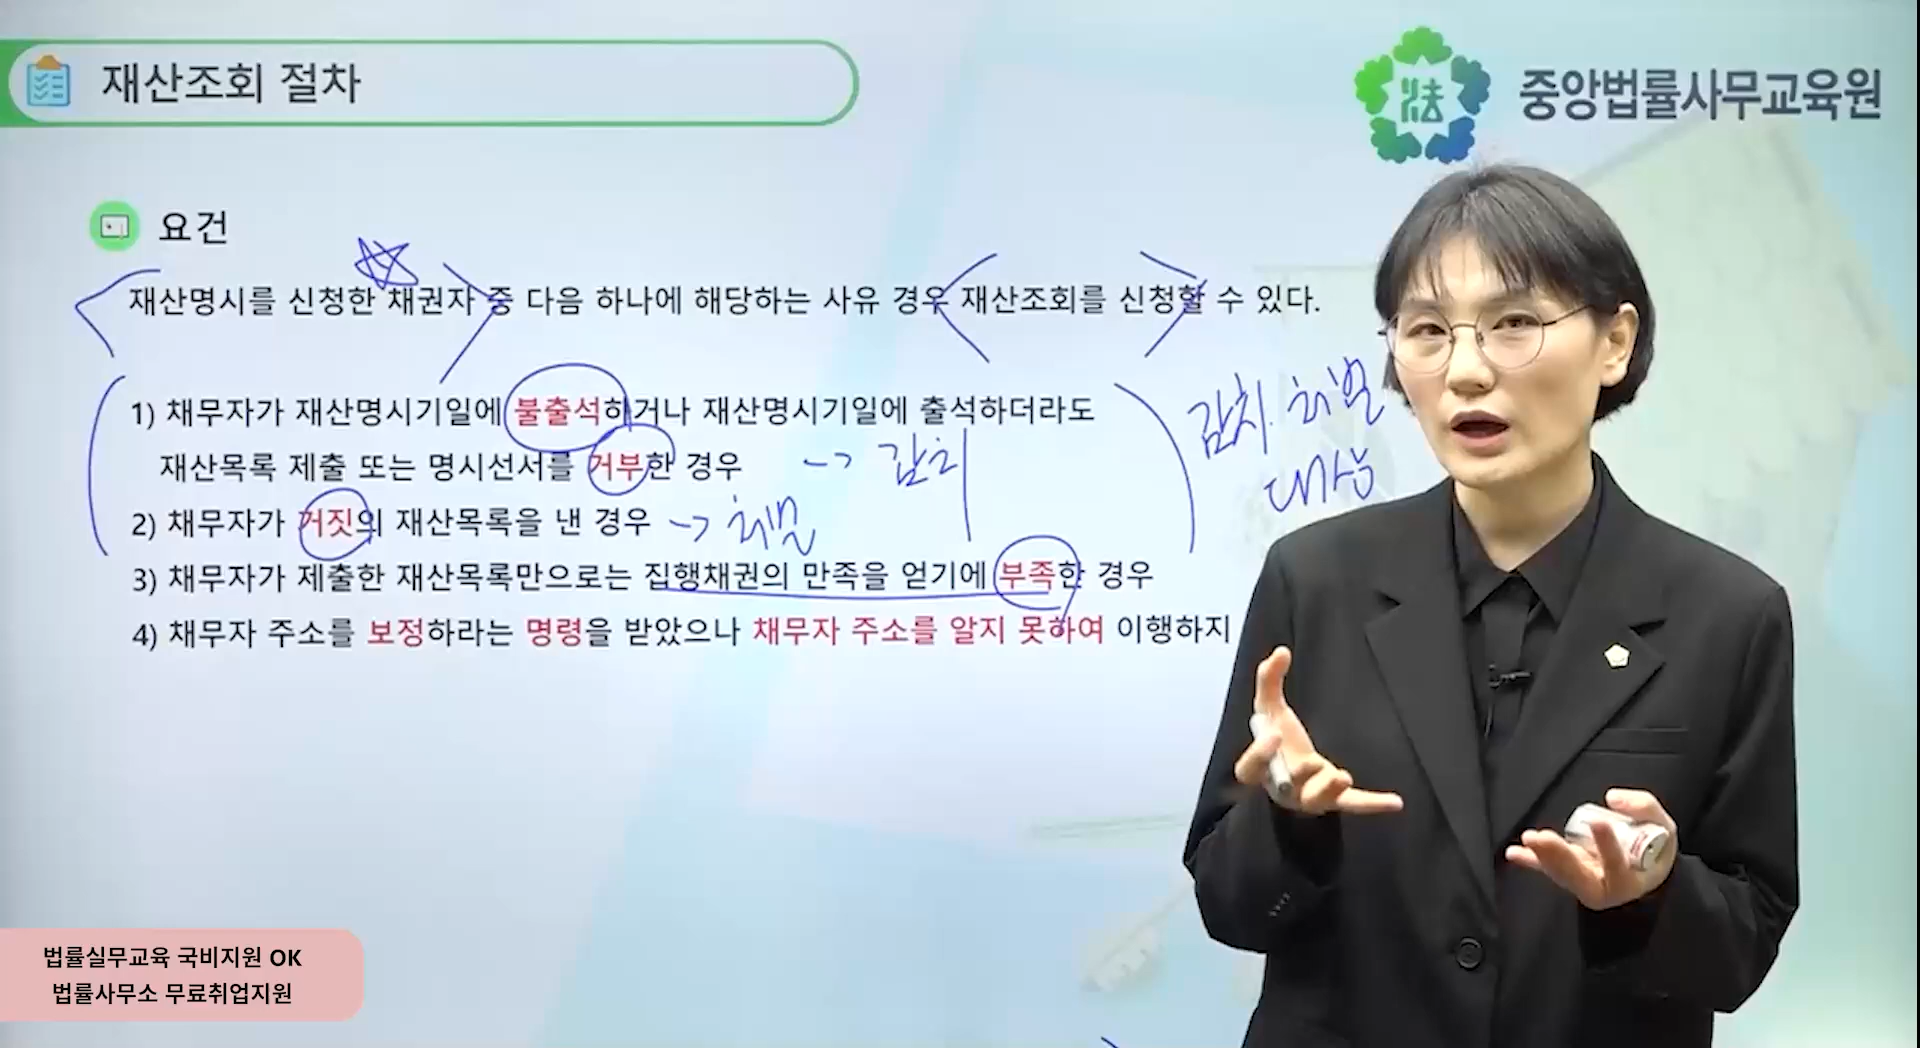 재산조회 절차
法
중앙법률사무교육원
요건
재산명시를 신청한 채권자 중 다음 하나에 해당하는 사유 경우 재산조회를 신청할 수 있다.
1) 채무자가 재산명시기일에 불출석하거나 재산명시기일에 출석하더라도
재산목록 제출 또는 명시선서를 거부한 경우 -> 감치
감치. 처벌
대상
2) 채무자가 거짓의 재산목록을 낸 경우 -> 처벌
3) 채무자가 제출한 재산목록만으로는 집행채권의 만족을 얻기에 부족한 경우
4) 채무자 주소를 보정하라는 명령을 받았으나 채무자 주소를 알지 못하여 이행하지
법률실무교육 국비지원 OK
법률사무소 무료취업지원